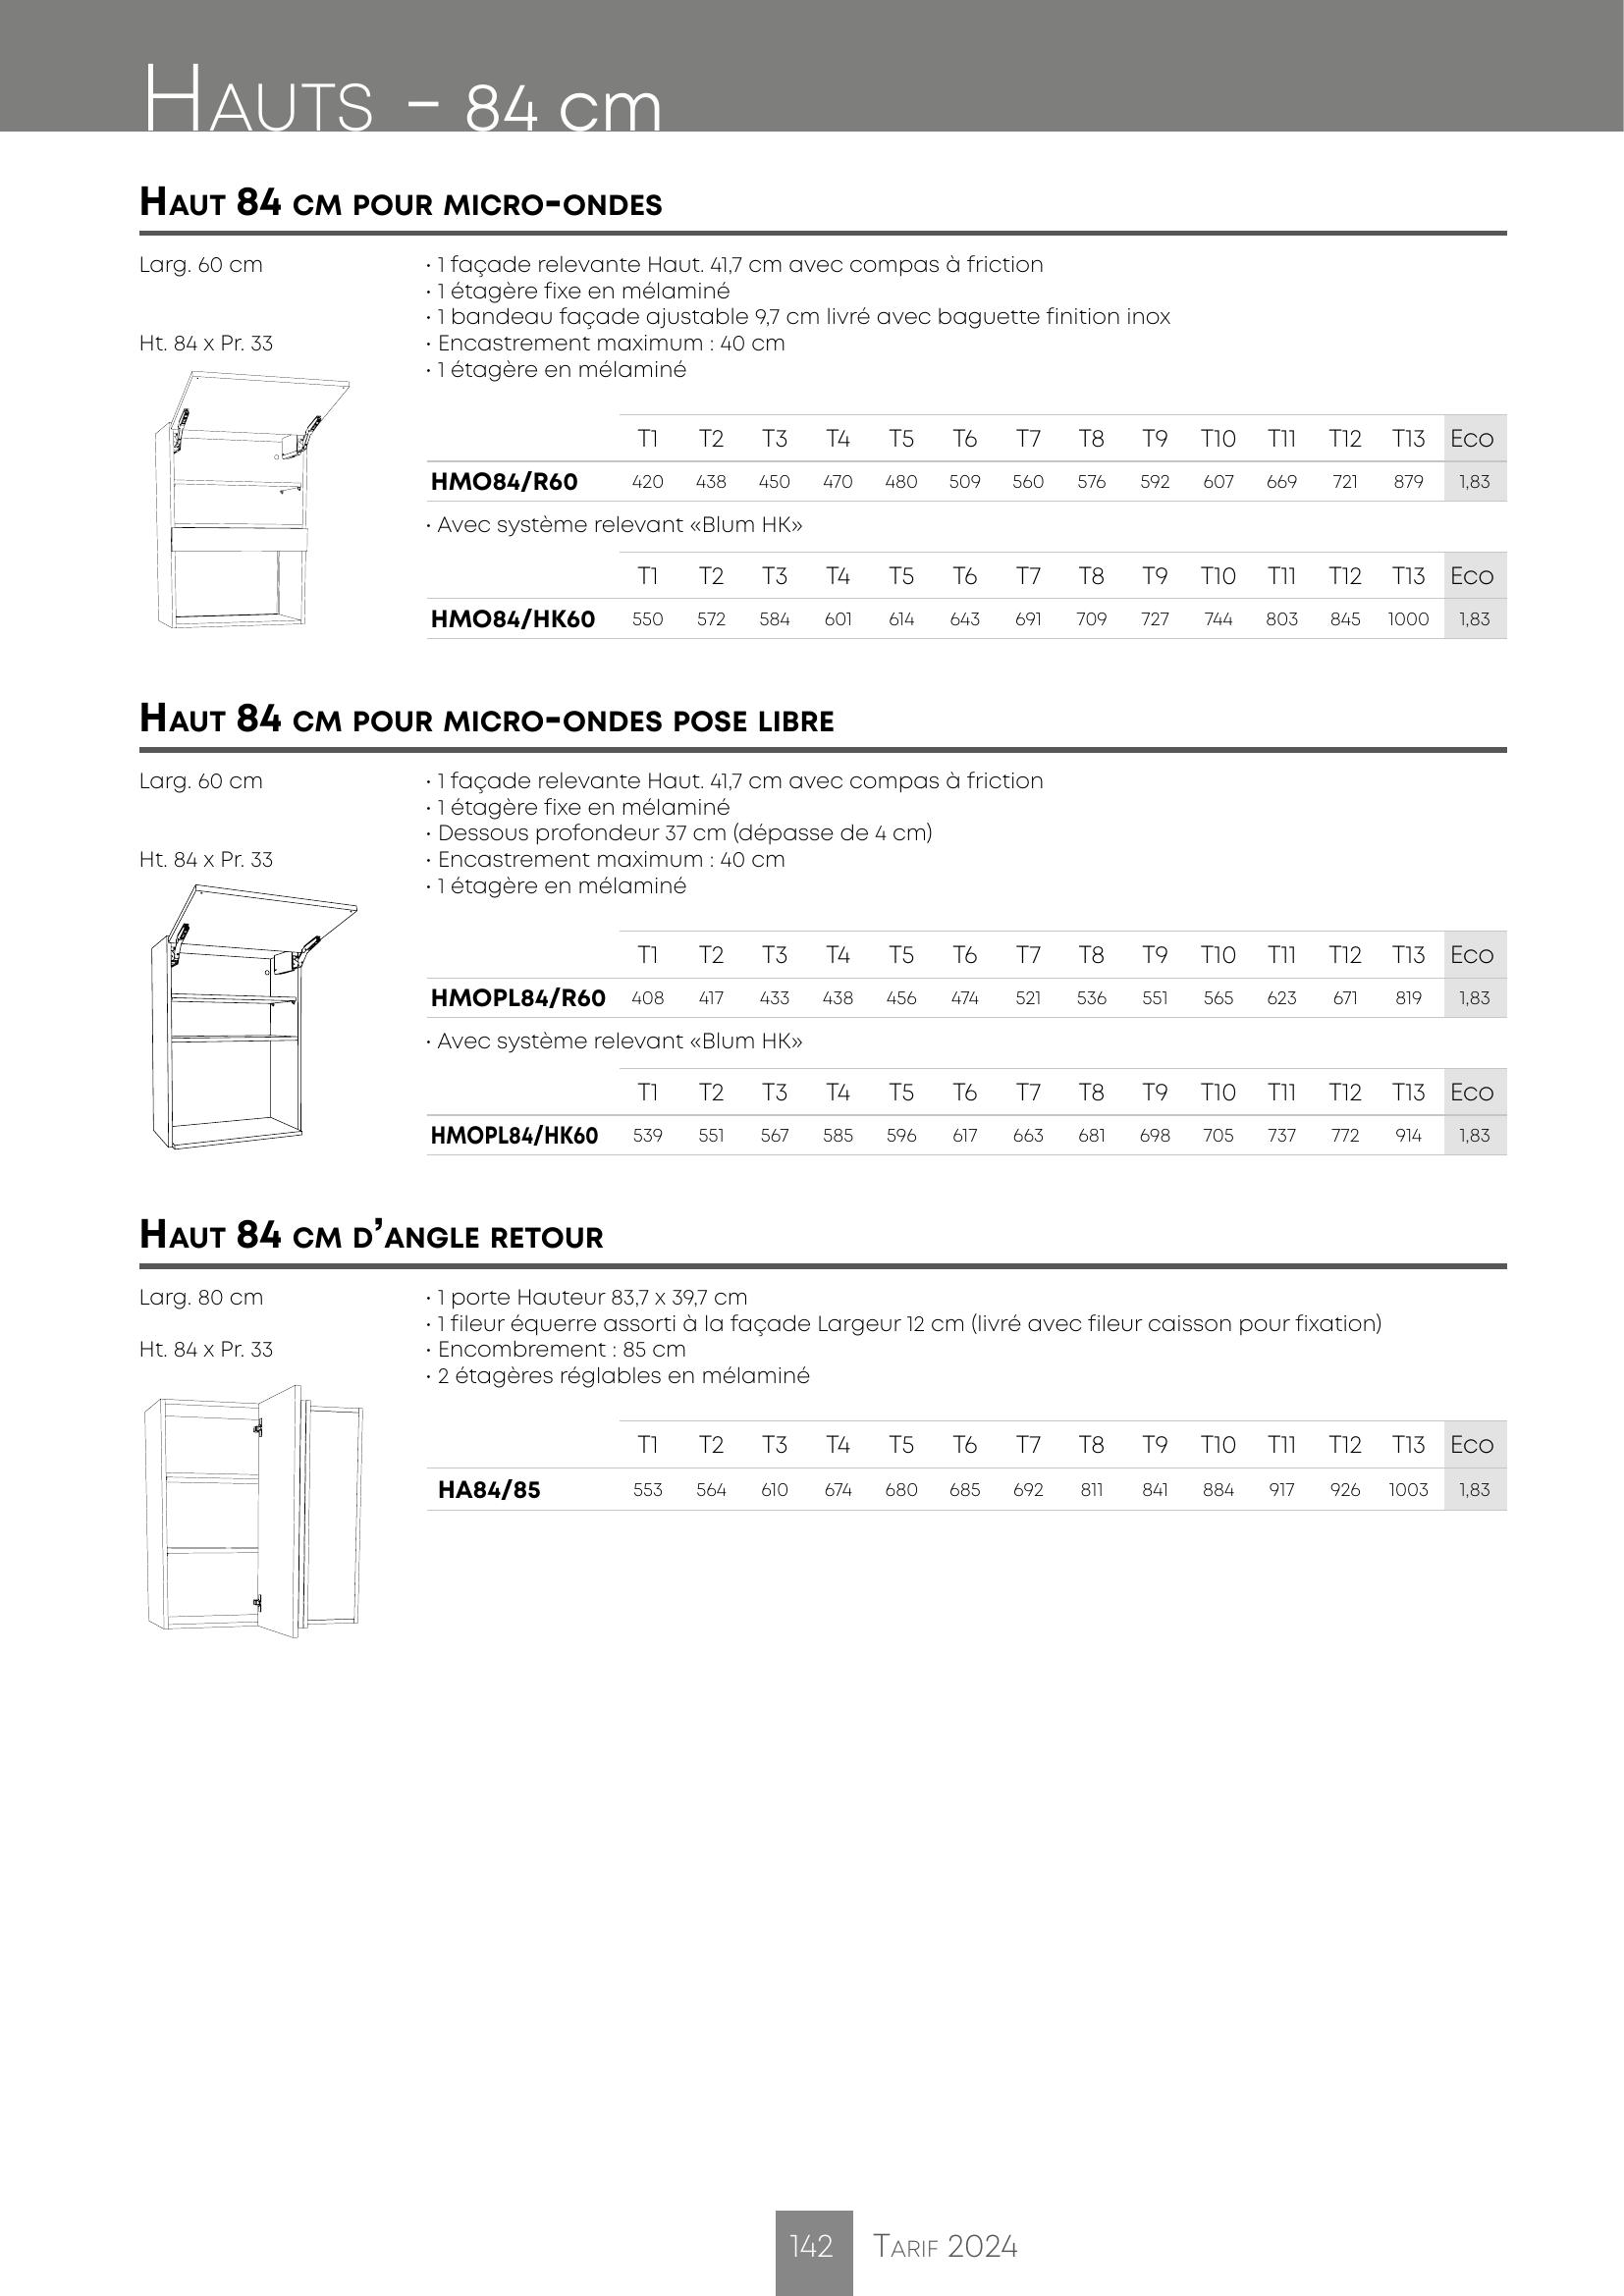 Hauts - 84 cm
Haut 84 cm pour micro-ondes
Larg. 60 cm
Ht. 84 x Pr. 33
• 1 façade relevante Haut. 41,7 cm avec compas à friction
• 1 étagère fixe en mélaminé
• 1 bandeau façade ajustable 9,7 cm livré avec baguette finition inox
• Encastrement maximum : 40 cm
• 1 étagère en mélaminé
T1 T2 T3 T4 T5 T6 T7 T8 T9 T10 T11 T12 T13 Eco
HMO84/R60 420 438 450 470 480 509 560 576 592 607 669 721 879 1,83
• Avec système relevant «Blum HK»
T1 T2 T3 T4 T5 T6 T7 T8 T9 T10 T11 T12 T13 Eco
HMO84/HK60 550 572 584 601 614 643 691 709 727 744 803 845 1000 1,83
Haut 84 cm pour micro-ondes pose libre
Larg. 60 cm
Ht. 84 x Pr. 33
• 1 façade relevante Haut. 41,7 cm avec compas à friction
• 1 étagère fixe en mélaminé
• Dessous profondeur 37 cm (dépasse de 4 cm)
• Encastrement maximum : 40 cm
• 1 étagère en mélaminé
T1 T2 T3 T4 T5 T6 T7 T8 T9 T10 T11 T12 T13 Eco
HMOPL84/R60 408 417 433 438 456 474 521 536 551 565 623 671 819 1,83
• Avec système relevant «Blum HK»
T1 T2 T3 T4 T5 T6 T7 T8 T9 T10 T11 T12 T13 Eco
HMOPL84/HK60 539 551 567 585 596 617 663 681 698 705 737 772 914 1,83
Haut 84 cm d’angle retour
Larg. 80 cm
Ht. 84 x Pr. 33
• 1 porte Hauteur 83,7 x 39,7 cm
• 1 fileur équerre assorti à la façade Largeur 12 cm (livré avec fileur caisson pour fixation)
• Encombrement : 85 cm
• 2 étagères réglables en mélaminé
T1 T2 T3 T4 T5 T6 T7 T8 T9 T10 T11 T12 T13 Eco
HA84/85 553 564 610 674 680 685 692 811 841 884 917 926 1003 1,83
142 Tarif 2024